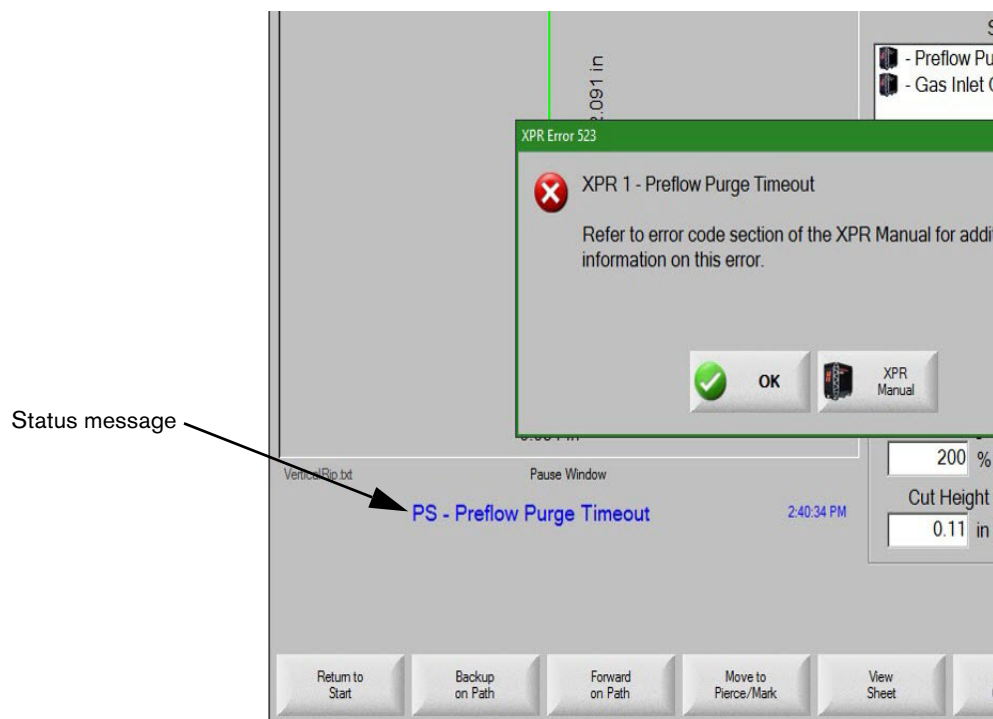 2.091 in
- Preflow Pu
- Gas Inlet
XPR Error 523
XPR 1 - Preflow Purge Timeout
Refer to error code section of the XPR Manual for addi
information on this error.
OK
XPR
Manual
Status message
200 %
VerticalRip.txt
Pause Window
Cut Height
PS - Preflow Purge Timeout
2:40:34 PM
0.11 in
Return to
Start
Backup
on Path
Forward
on Path
Move to
Pierce/Mark
View
Sheet